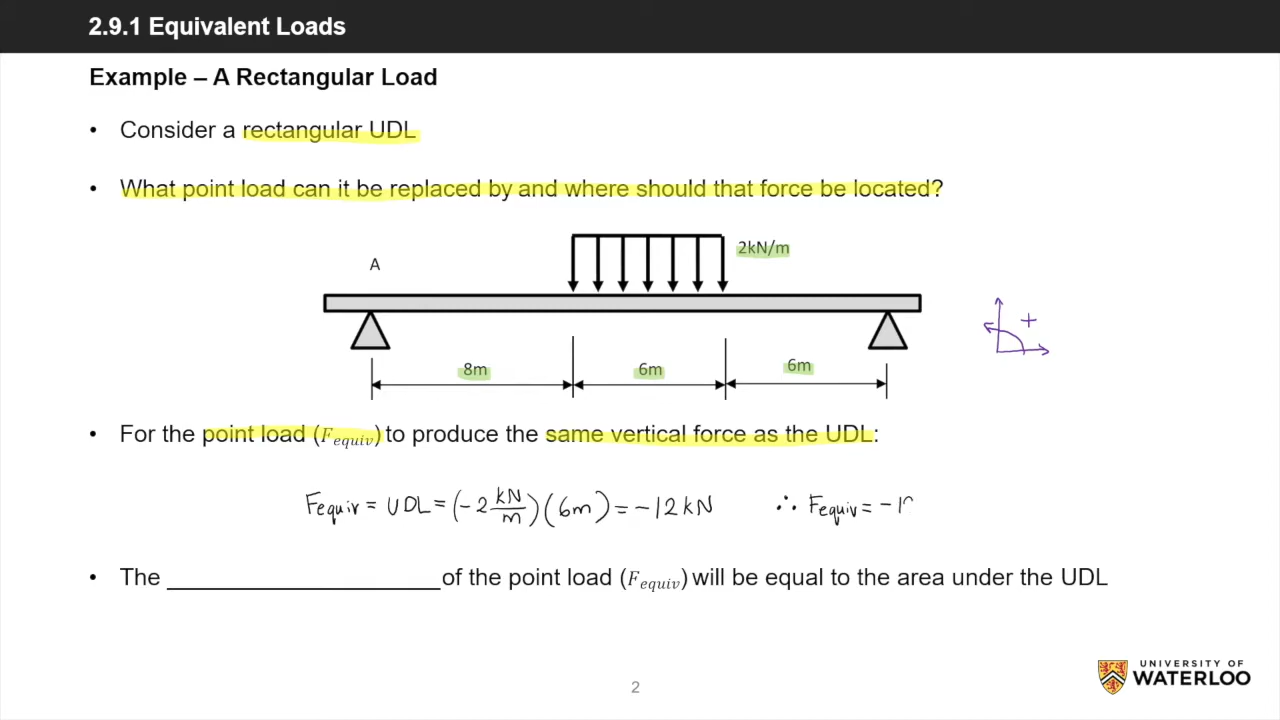 2.9.1 Equivalent Loads
Example – A Rectangular Load
• Consider a rectangular UDL
• What point load can it be replaced by and where should that force be located?
2kN/m
A
+
8m
6m
6m
• For the point load (F_equiv) to produce the same vertical force as the UDL:
F_equiv = UDL = (-2 kN/m)(6m) = -12 kN ∴ F_equiv = -1
• The ____________________ of the point load (F_equiv) will be equal to the area under the UDL
UNIVERSITY OF
WATERLOO
2